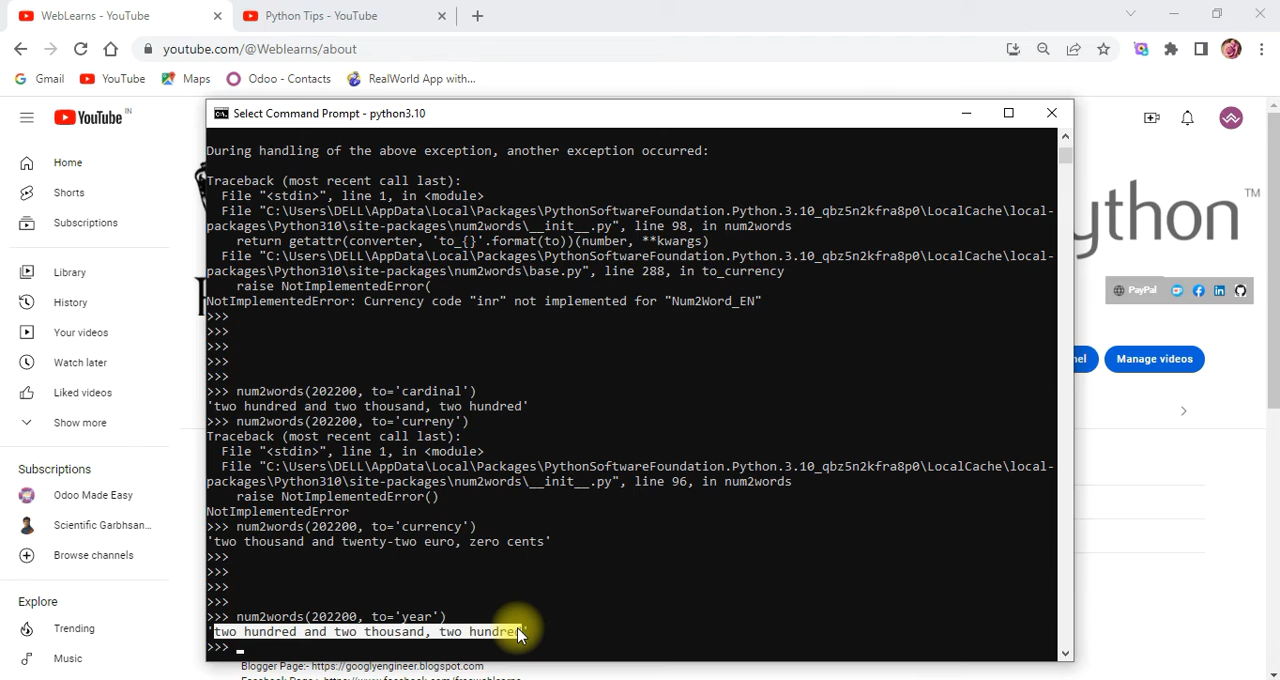 WebLearns - YouTube
Python Tips - YouTube
youtube.com/@Weblearns/about
Gmail
YouTube
Maps
Odoo - Contacts
RealWorld App with...
Select Command Prompt - python3.10
YouTube IN
Home
Shorts
Subscriptions
Library
History
Your videos
Watch later
Liked videos
Show more
Subscriptions
Odoo Made Easy
Scientific Garbhsan...
Browse channels
Explore
Trending
Music
During handling of the above exception, another exception occurred:
Traceback (most recent call last):
File "<stdin>", line 1, in <module>
File "C:\Users\DELL\AppData\Local\Packages\PythonSoftwareFoundation.Python.3.10_qbz5n2kfra8p0\LocalCache\local-
packages\Python310\site-packages\num2words\__init__.py", line 98, in num2words
return getattr(converter, 'to_{}'.format(to))(number, **kwargs)
File "C:\Users\DELL\AppData\Local\Packages\PythonSoftwareFoundation.Python.3.10_qbz5n2kfra8p0\LocalCache\local-
packages\Python310\site-packages\num2words\base.py", line 288, in to_currency
raise NotImplementedError(
NotImplementedError: Currency code "inr" not implemented for "Num2Word_EN"
>>>
>>>
>>>
>>>
>>>
>>> num2words(202200, to='cardinal')
'two hundred and two thousand, two hundred'
>>> num2words(202200, to='curreny')
Traceback (most recent call last):
File "<stdin>", line 1, in <module>
File "C:\Users\DELL\AppData\Local\Packages\PythonSoftwareFoundation.Python.3.10_qbz5n2kfra8p0\LocalCache\local-
packages\Python310\site-packages\num2words\__init__.py", line 96, in num2words
raise NotImplementedError()
NotImplementedError
>>> num2words(202200, to='currency')
'two thousand and twenty-two euro, zero cents'
>>>
>>>
>>>
>>>
>>> num2words(202200, to='year')
'two hundred and two thousand, two hundred'
>>>
ython TM
PayPal
nel
Manage videos
Blogger Page:- https://googlyengineer.blogspot.com